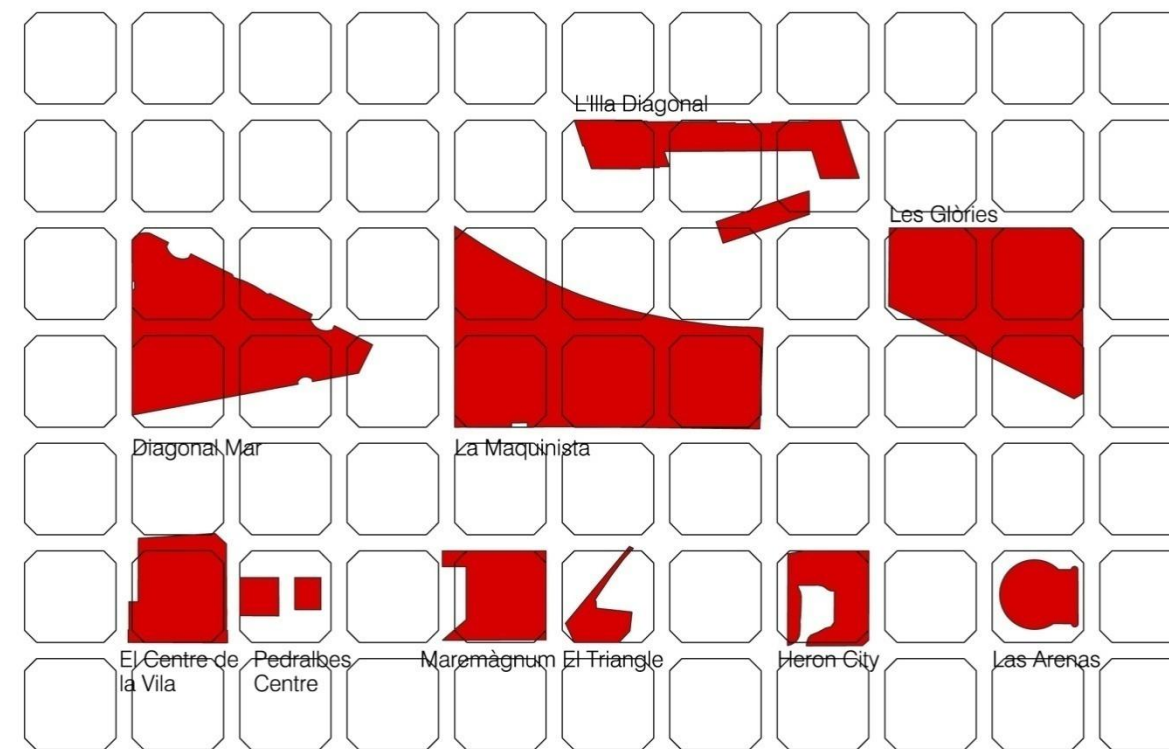 L'Illa Diagonal
Les Glòries
Diagonal Mar
La Maquinista
El Centre de
la Vila
Pedralbes
Centre
Maremàgnum
El Triangle
Heron City
Las Arenas